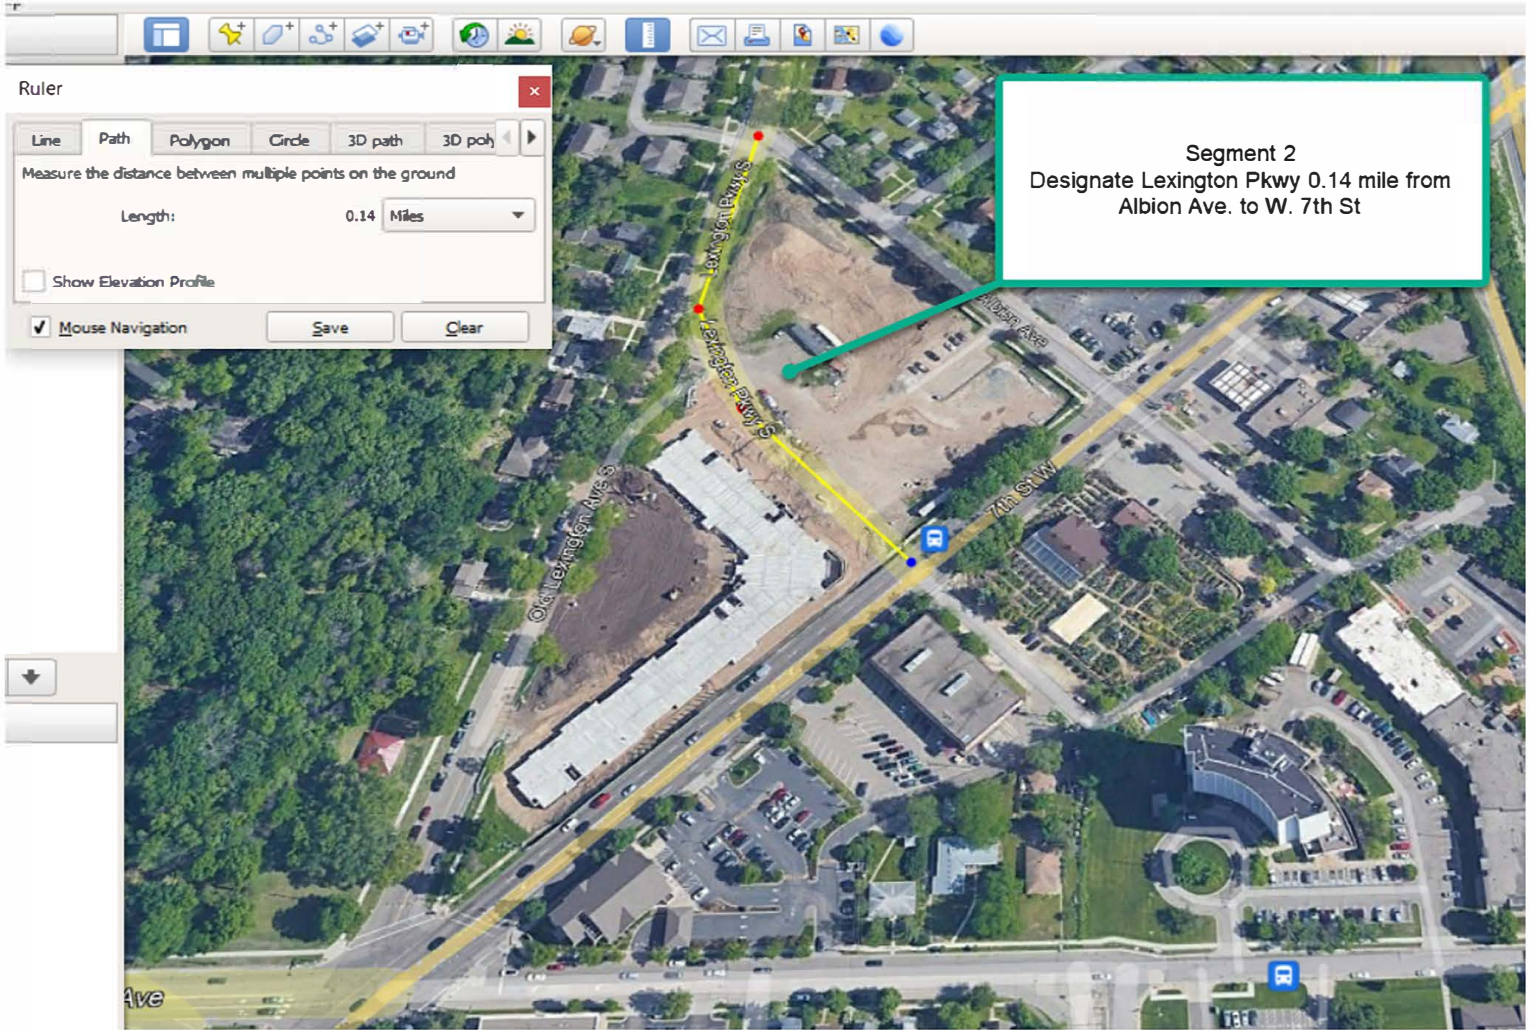 Ruler
Line
Path
Polygon
Circle
3D path
3D poly
Measure the distance between multiple points on the ground
Length:
0.14
Miles
Show Elevation Profile
Mouse Navigation
Save
Clear
Segment 2
Designate Lexington Pkwy 0.14 mile from
Albion Ave. to W. 7th St
Lexington Pkwy S
Lexington Pkwy S
Albion Ave
7th St W
Old Lexington Ave S
Ave